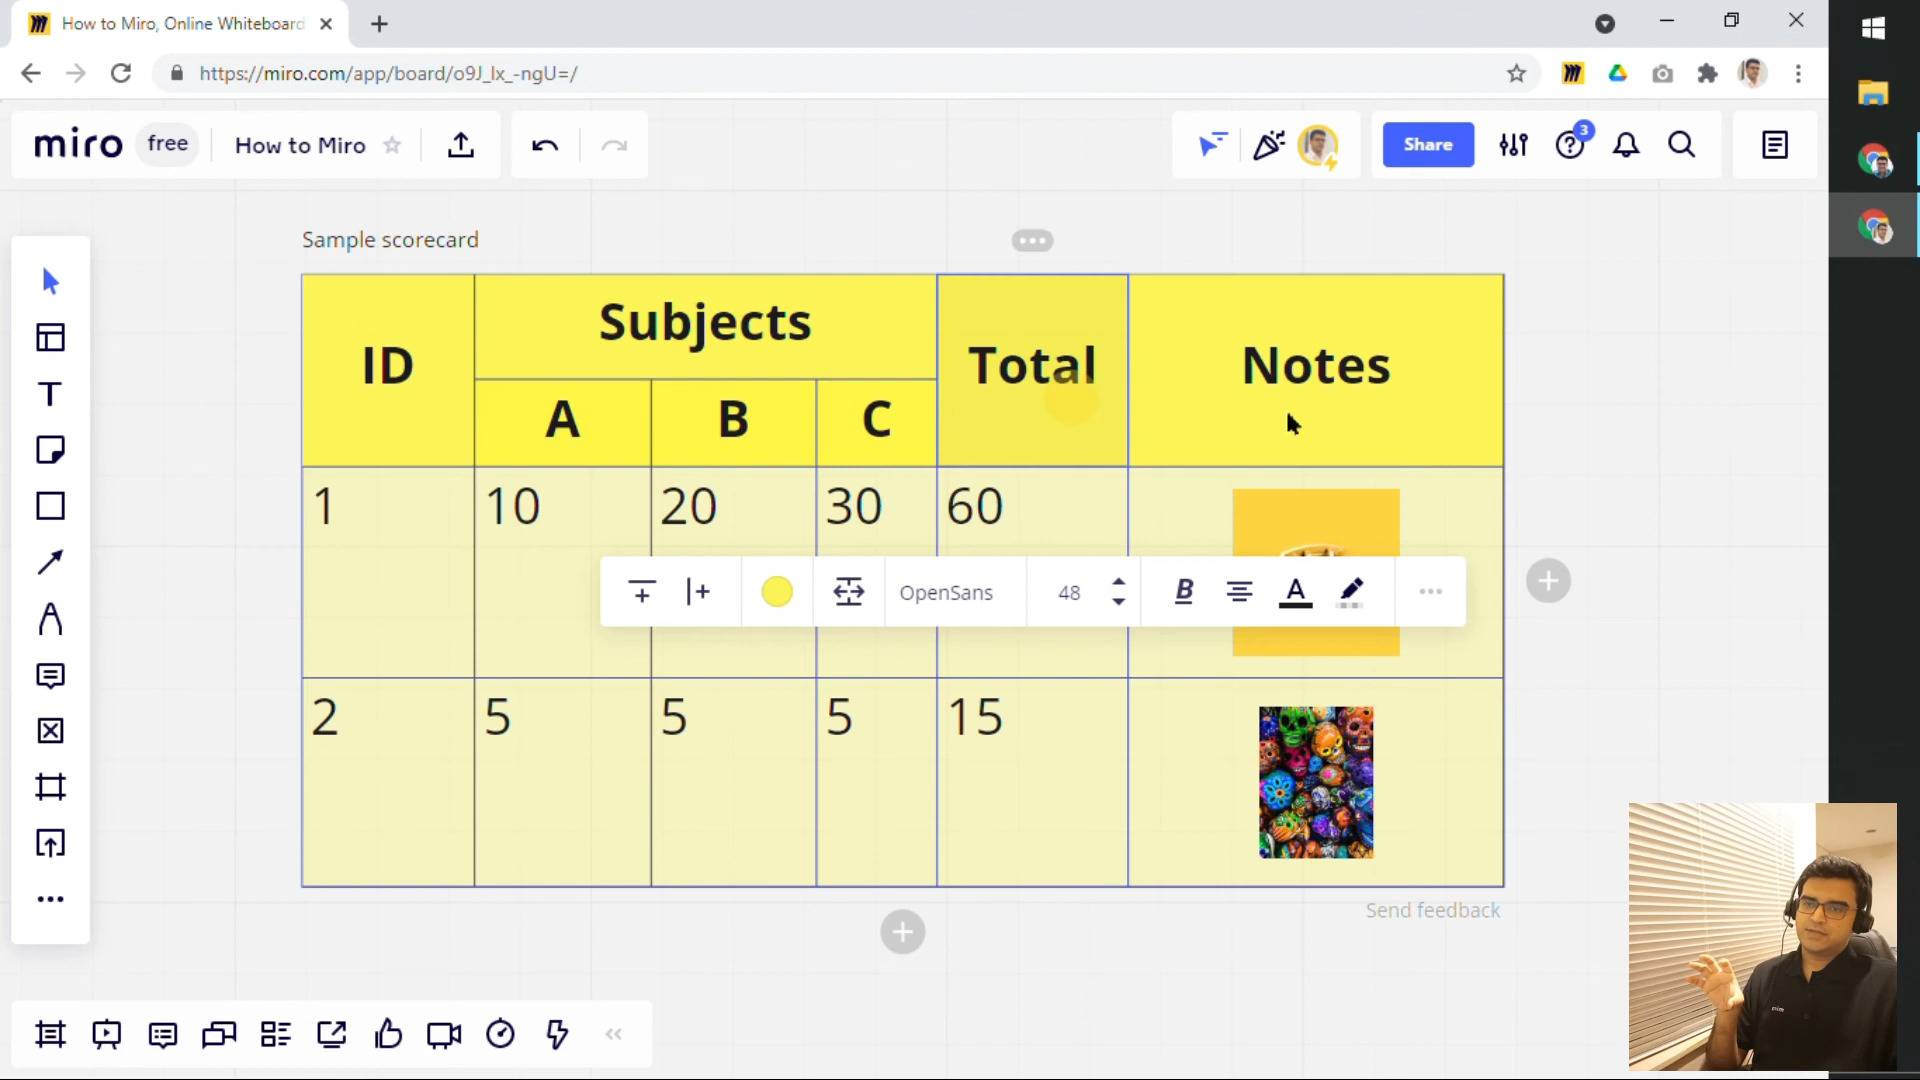 How to Miro, Online Whiteboard
https://miro.com/app/board/o9J_lx_-ngU=/
miro free How to Miro
Share
3
Sample scorecard
ID Subjects Total Notes
A B C
1 10 20 30 60
OpenSans 48 B A
2 5 5 5 15
Send feedback